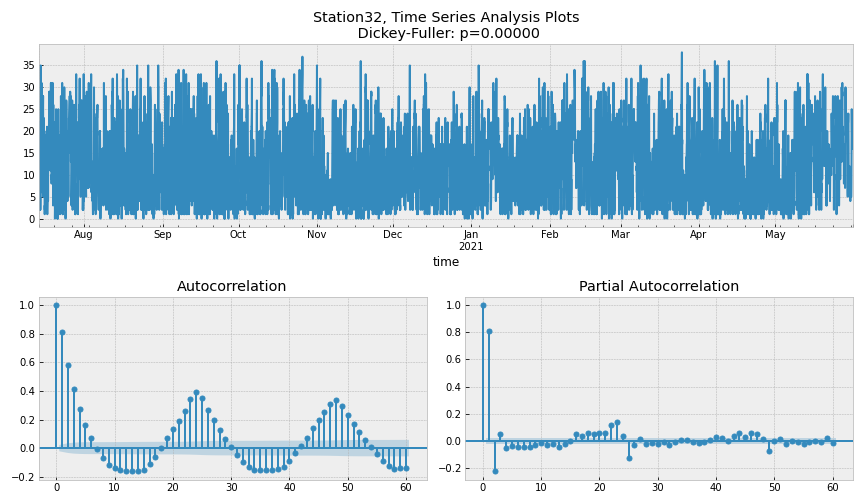 Station32, Time Series Analysis Plots
Dickey-Fuller: p=0.00000
35
30
25
20
15
10
5
0
Aug Sep Oct Nov Dec Jan Feb Mar Apr May
2021
time
Autocorrelation Partial Autocorrelation
1.0 1.0
0.8 0.8
0.6 0.6
0.4 0.4
0.2 0.2
0.0 0.0
−0.2 −0.2
0 10 20 30 40 50 60 0 10 20 30 40 50 60